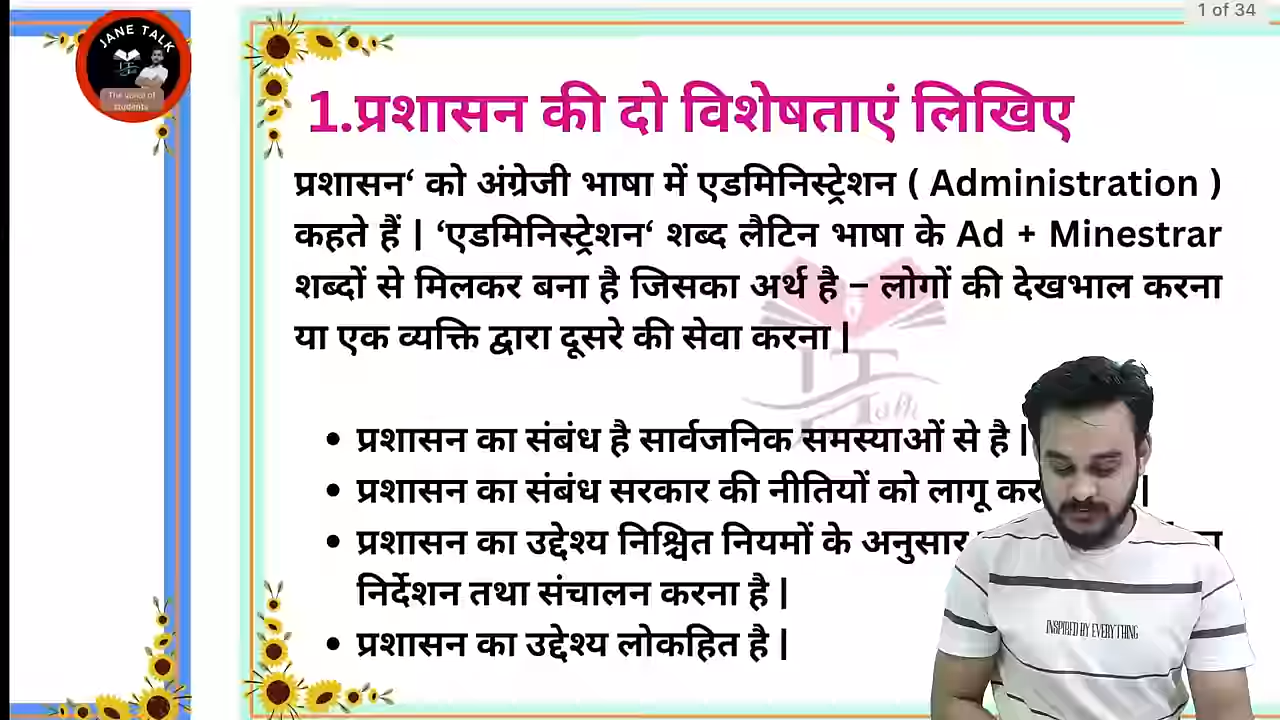 1 of 34
JANE TALK
The voice of
students
1.प्रशासन की दो विशेषताएं लिखिए
प्रशासन‘ को अंग्रेजी भाषा में एडमिनिस्ट्रेशन ( Administration )
कहते हैं | ‘एडमिनिस्ट्रेशन‘ शब्द लैटिन भाषा के Ad + Minestrar
शब्दों से मिलकर बना है जिसका अर्थ है – लोगों की देखभाल करना
या एक व्यक्ति द्वारा दूसरे की सेवा करना |
• प्रशासन का संबंध है सार्वजनिक समस्याओं से है |
• प्रशासन का संबंध सरकार की नीतियों को लागू |
• प्रशासन का उद्देश्य निश्चित नियमों के अनुसार
निर्देशन तथा संचालन करना है |
• प्रशासन का उद्देश्य लोकहित है |
INSPIRED BY EVERYTHING